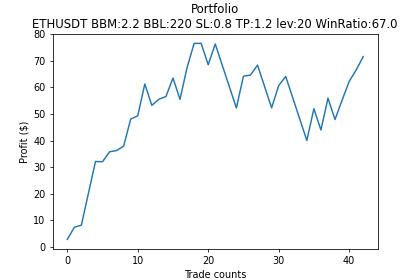 Portfolio
ETHUSDT BBM:2.2 BBL:220 SL:0.8 TP:1.2 lev:20 WinRatio:67.0
80
70
60
50
40
30
20
10
0
Profit ($)
0 10 20 30 40
Trade counts